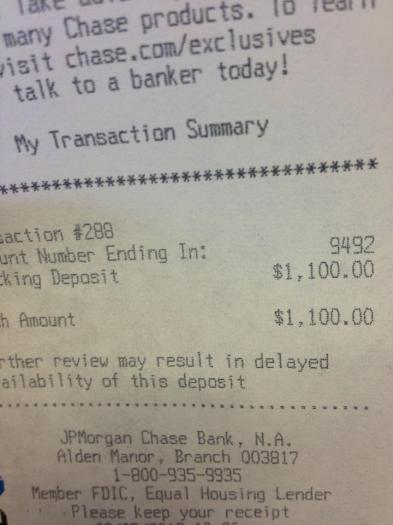 many Chase products. To learn
visit chase.com/exclusives
talk to a banker today!
My Transaction Summary
*********************************
saction #288
unt Number Ending In: 9492
king Deposit $1,100.00
h Amount $1,100.00
rther review may result in delayed
ailability of this deposit
JPMorgan Chase Bank, N.A.
Alden Manor, Branch 003817
1-800-935-9935
Member FDIC, Equal Housing Lender
Please keep your receipt